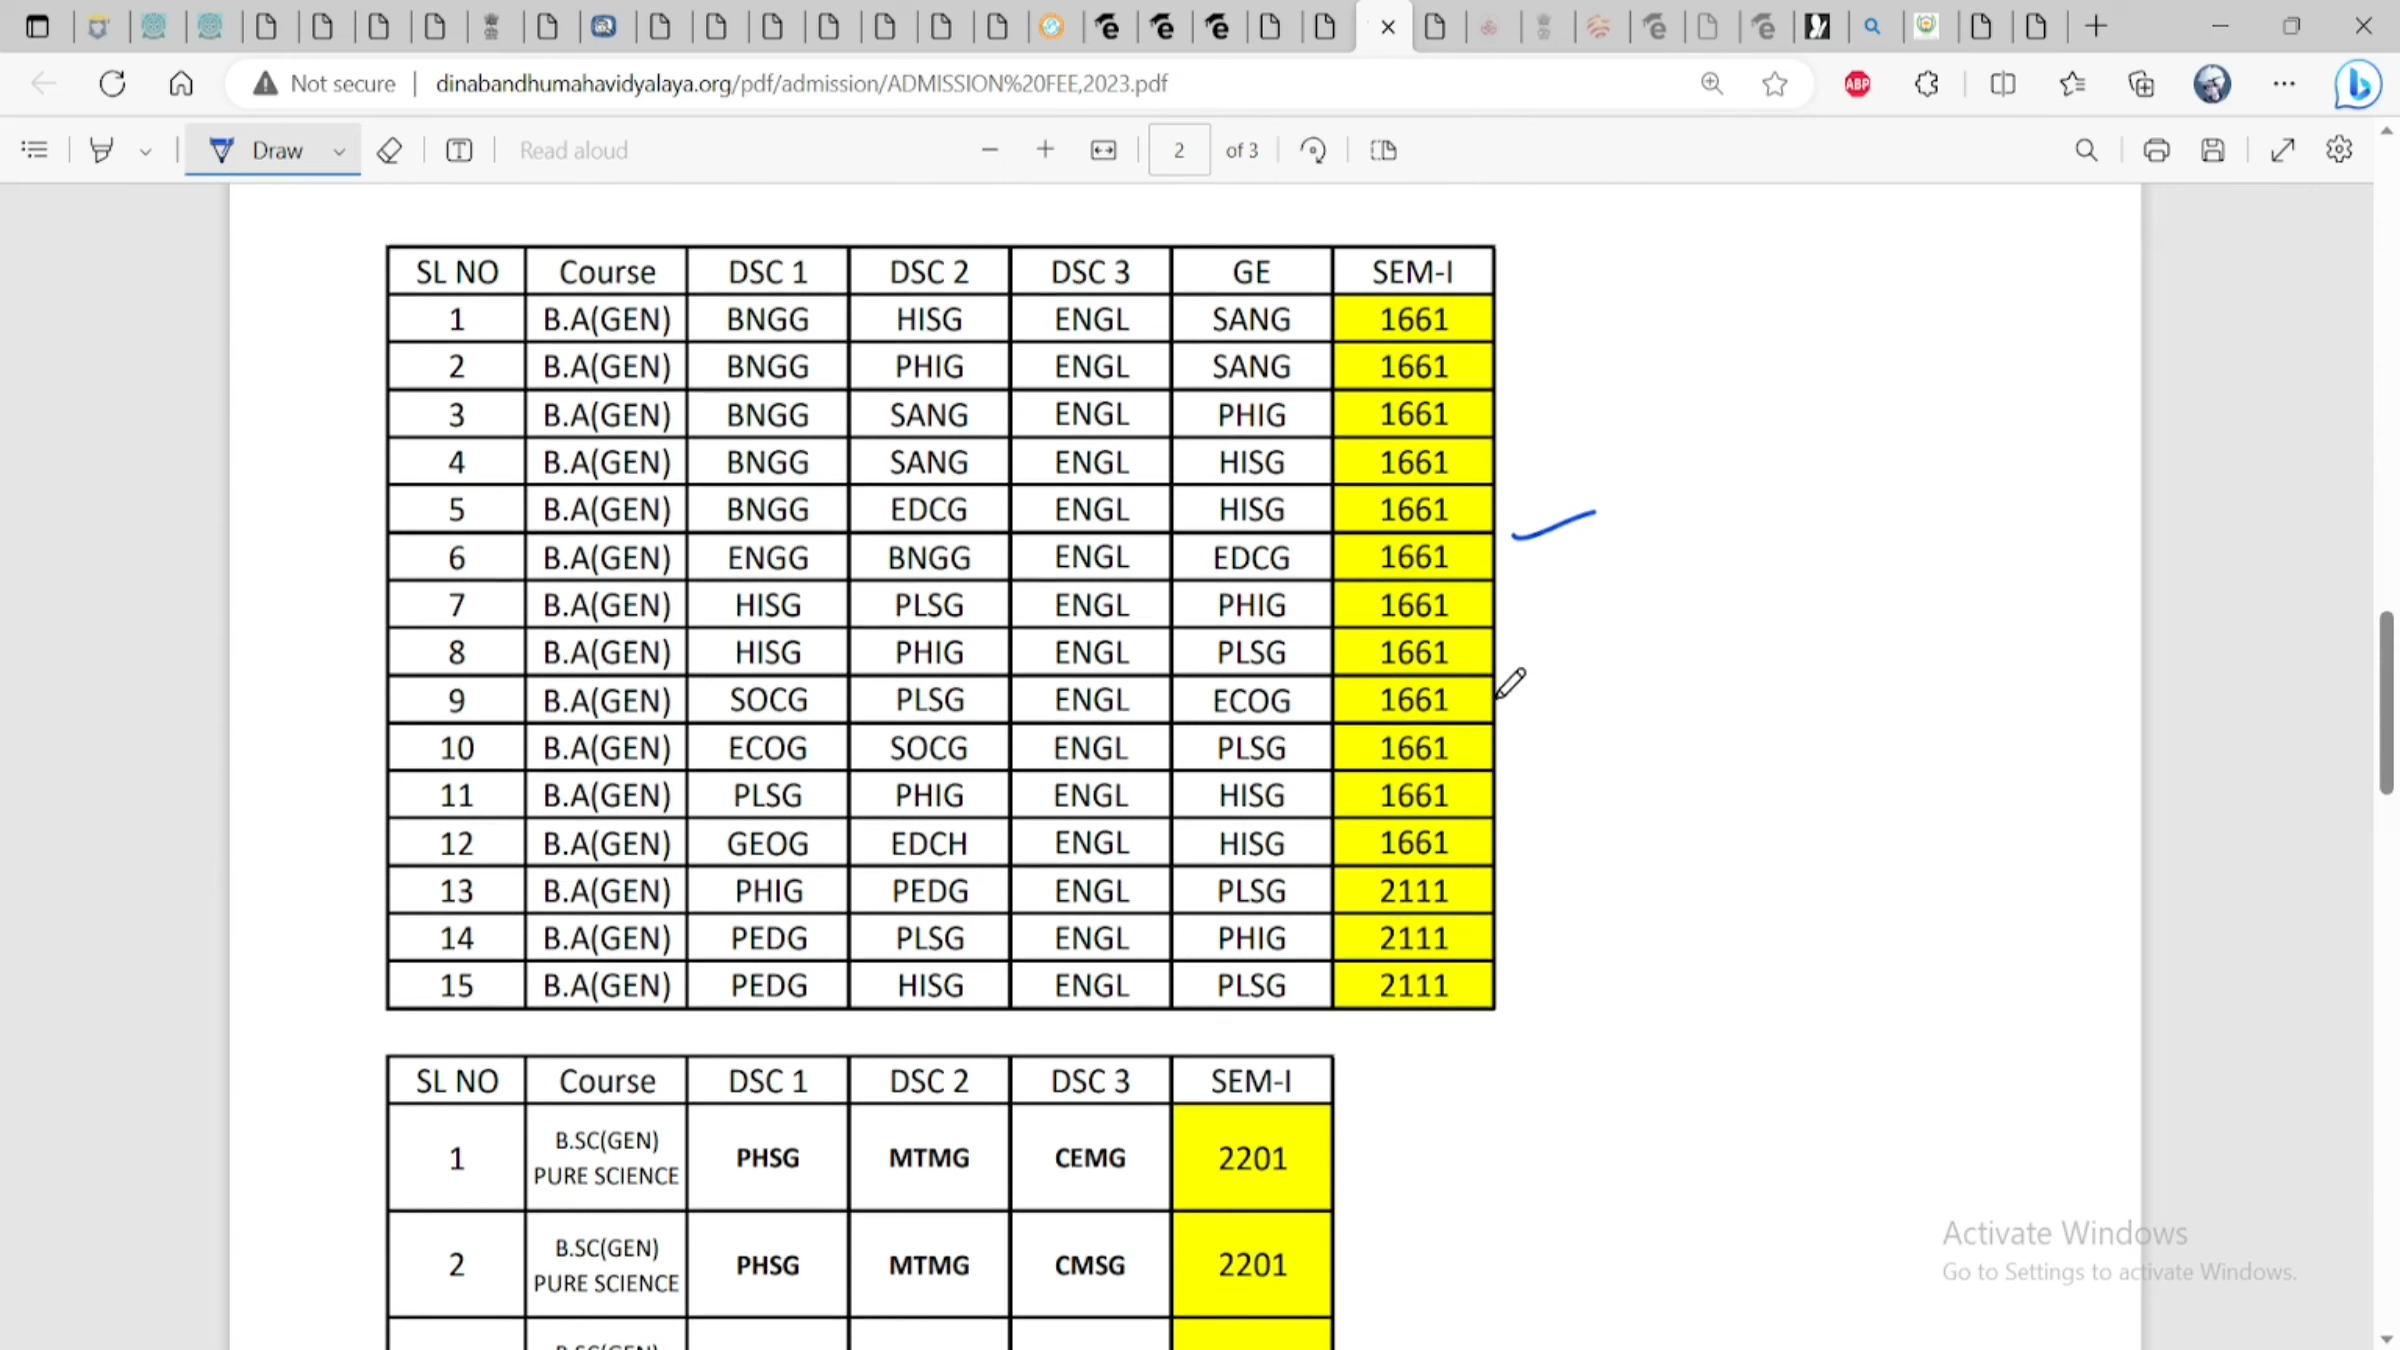 Not secure | dinabandhumahavidyalaya.org/pdf/admission/ADMISSION%20FEE,2023.pdf
ABP
Draw
Read aloud
2 of 3
SL NO Course DSC 1 DSC 2 DSC 3 GE SEM-I
1 B.A(GEN) BNGG HISG ENGL SANG 1661
2 B.A(GEN) BNGG PHIG ENGL SANG 1661
3 B.A(GEN) BNGG SANG ENGL PHIG 1661
4 B.A(GEN) BNGG SANG ENGL HISG 1661
5 B.A(GEN) BNGG EDCG ENGL HISG 1661
6 B.A(GEN) ENGG BNGG ENGL EDCG 1661
7 B.A(GEN) HISG PLSG ENGL PHIG 1661
8 B.A(GEN) HISG PHIG ENGL PLSG 1661
9 B.A(GEN) SOCG PLSG ENGL ECOG 1661
10 B.A(GEN) ECOG SOCG ENGL PLSG 1661
11 B.A(GEN) PLSG PHIG ENGL HISG 1661
12 B.A(GEN) GEOG EDCH ENGL HISG 1661
13 B.A(GEN) PHIG PEDG ENGL PLSG 2111
14 B.A(GEN) PEDG PLSG ENGL PHIG 2111
15 B.A(GEN) PEDG HISG ENGL PLSG 2111
SL NO Course DSC 1 DSC 2 DSC 3 SEM-I
1 B.SC(GEN) PURE SCIENCE PHSG MTMG CEMG 2201
2 B.SC(GEN) PURE SCIENCE PHSG MTMG CMSG 2201
Activate Windows
Go to Settings to activate Windows.